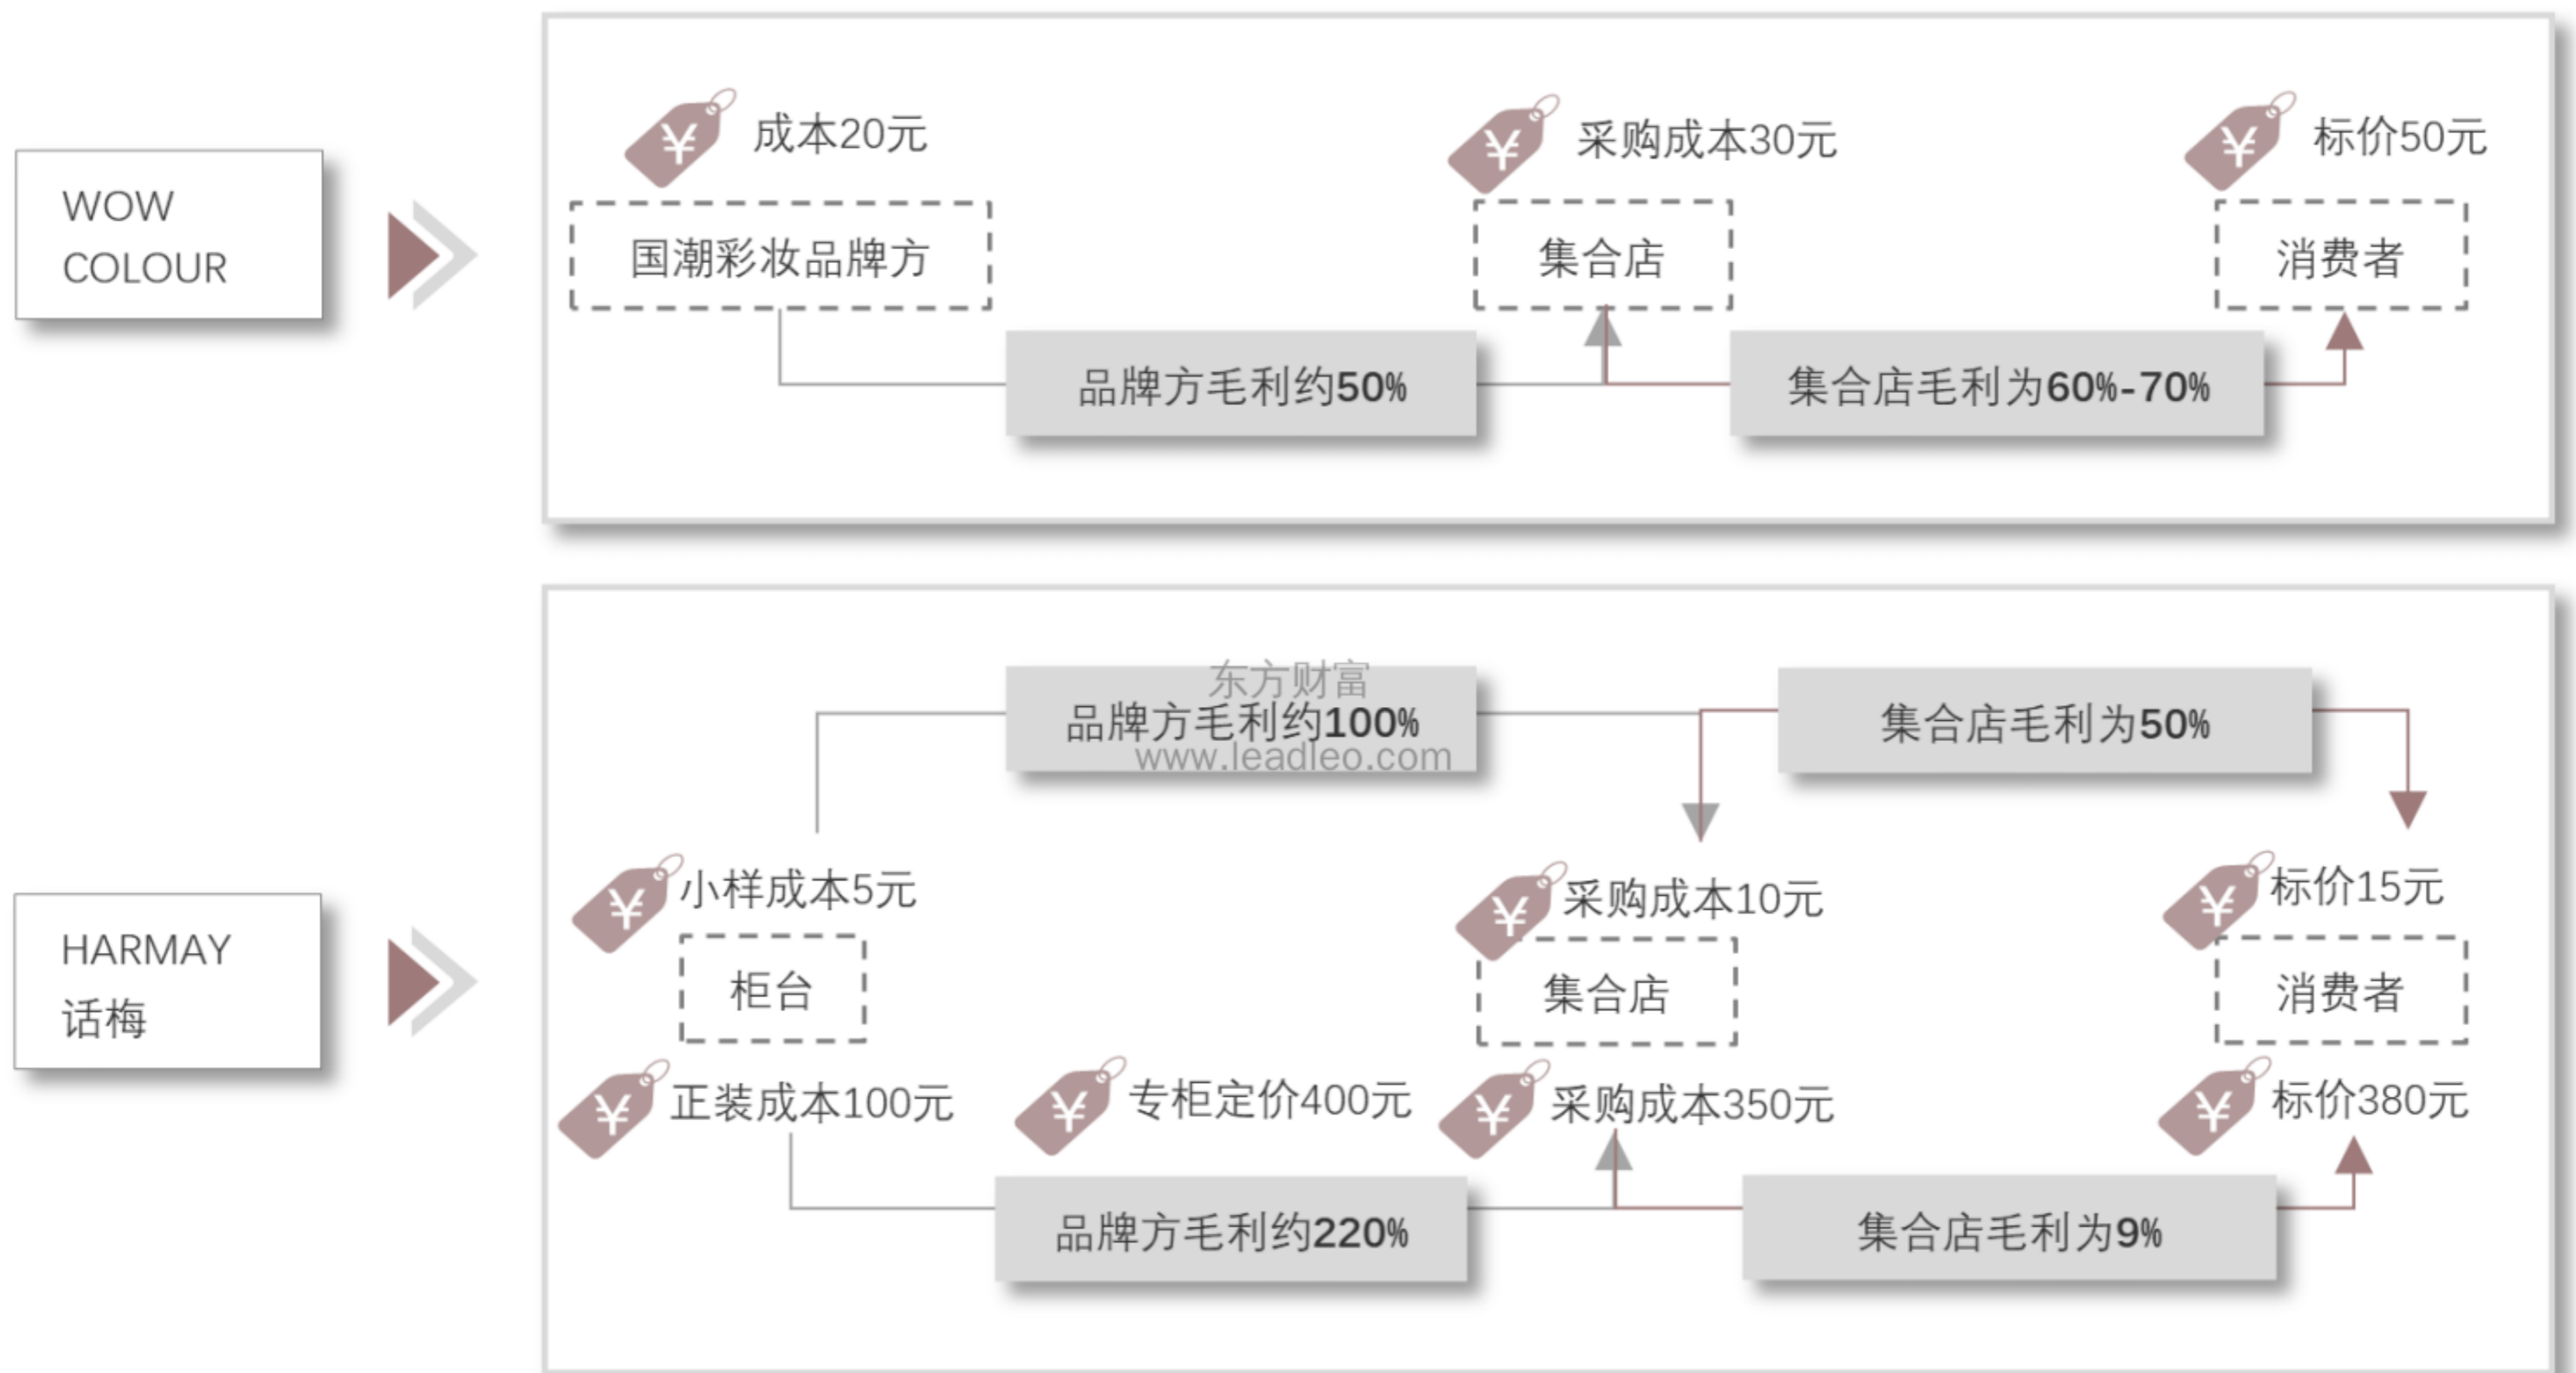 WOW
COLOUR
¥ 成本20元
¥ 采购成本30元
¥ 标价50元
国潮彩妆品牌方
集合店
消费者
品牌方毛利约50%
集合店毛利为60%-70%
东方财富
品牌方毛利约100%
www.leadleo.com
集合店毛利为50%
HARMAY
话梅
¥ 小样成本5元
¥ 采购成本10元
¥ 标价15元
柜台
集合店
消费者
¥ 正装成本100元
¥ 专柜定价400元
¥ 采购成本350元
¥ 标价380元
品牌方毛利约220%
集合店毛利为9%